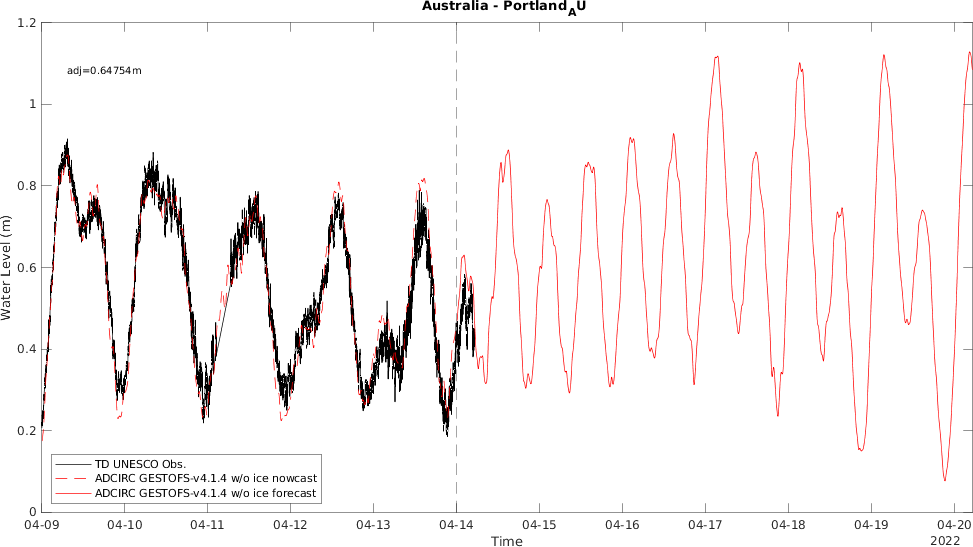 Australia - Portland_AU
1.2
adj=0.64754m
1
0.8
0.6
0.4
0.2
0
Water Level (m)
TD UNESCO Obs.
ADCIRC GESTOFS-v4.1.4 w/o ice nowcast
ADCIRC GESTOFS-v4.1.4 w/o ice forecast
04-09 04-10 04-11 04-12 04-13 04-14 04-15 04-16 04-17 04-18 04-19 04-20
Time
2022